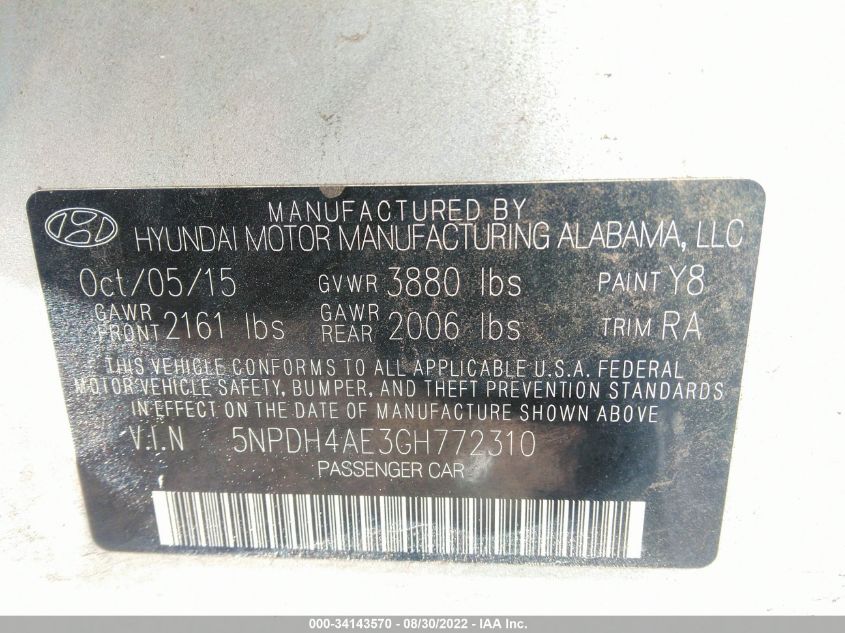 MANUFACTURED BY
HYUNDAI MOTOR MANUFACTURING ALABAMA, LLC
Oct/05/15 GVWR 3880 lbs PAINT Y8
GAWR FRONT 2161 lbs GAWR REAR 2006 lbs TRIM RA
THIS VEHICLE CONFORMS TO ALL APPLICABLE U.S.A. FEDERAL
MOTOR VEHICLE SAFETY, BUMPER, AND THEFT PREVENTION STANDARDS
IN EFFECT ON THE DATE OF MANUFACTURE SHOWN ABOVE.
V.I.N 5NPDH4AE3GH772310
PASSENGER CAR
000-34143570 - 08/30/2022 - IAA Inc.